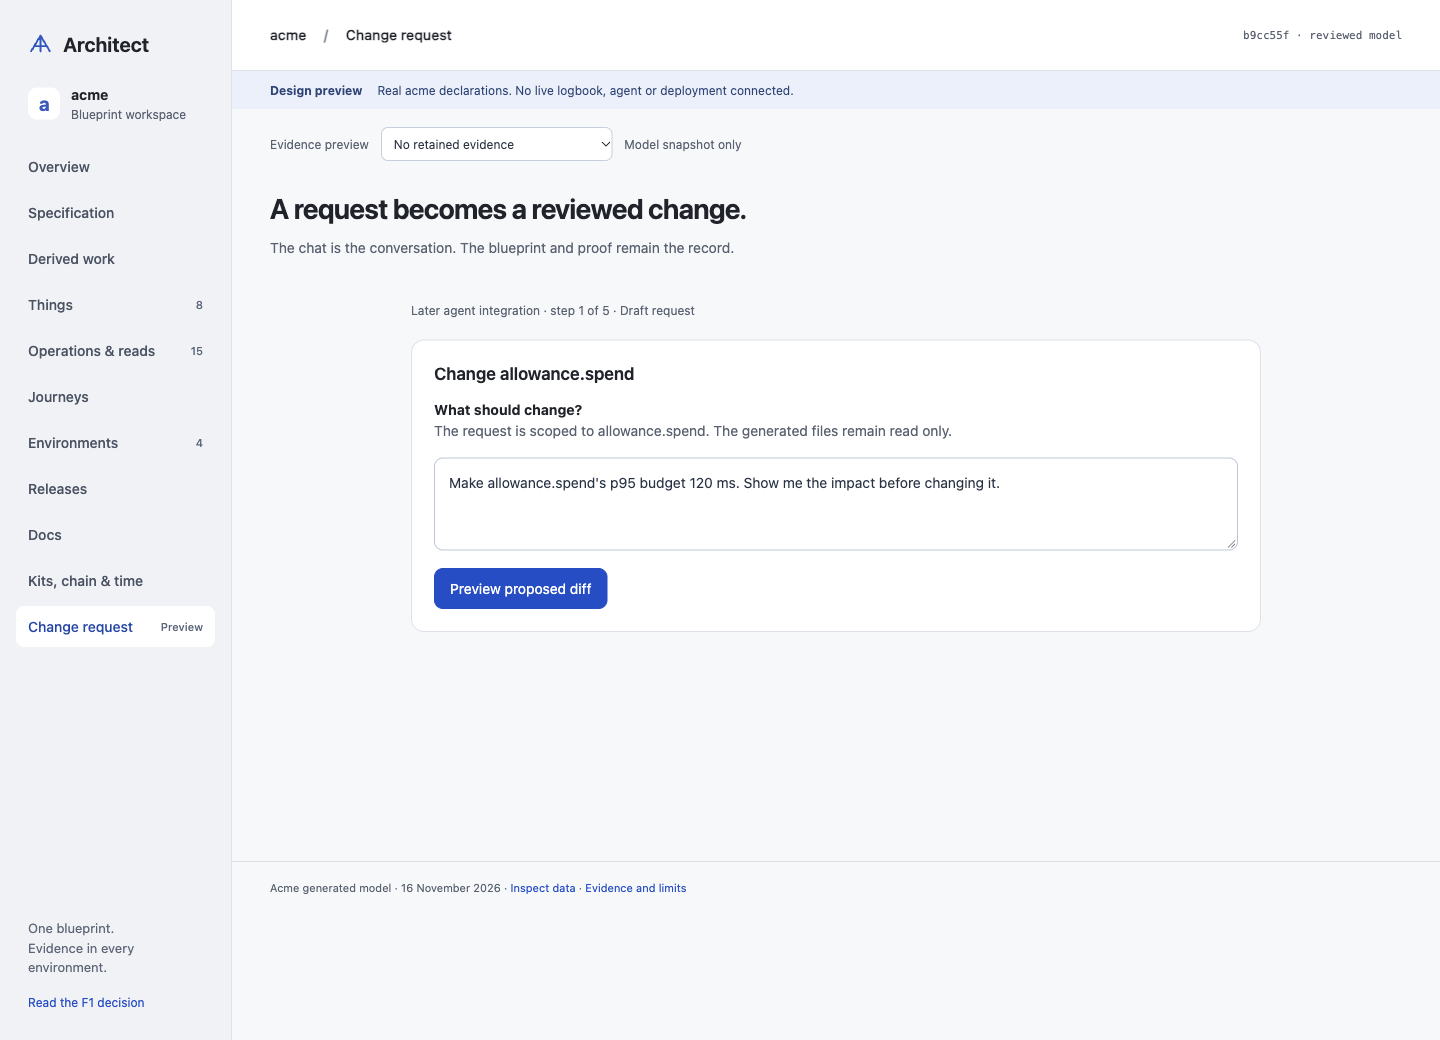 Architect
a
acme
Blueprint workspace
Overview
Specification
Derived work
Things 8
Operations & reads 15
Journeys
Environments 4
Releases
Docs
Kits, chain & time
Change request Preview
One blueprint.
Evidence in every
environment.
Read the F1 decision
acme / Change request
b9cc55f · reviewed model
Design preview Real acme declarations. No live logbook, agent or deployment connected.
Evidence preview No retained evidence Model snapshot only
A request becomes a reviewed change.
The chat is the conversation. The blueprint and proof remain the record.
Later agent integration · step 1 of 5 · Draft request
Change allowance.spend
What should change?
The request is scoped to allowance.spend. The generated files remain read only.
Make allowance.spend's p95 budget 120 ms. Show me the impact before changing it.
Preview proposed diff
Acme generated model · 16 November 2026 · Inspect data · Evidence and limits